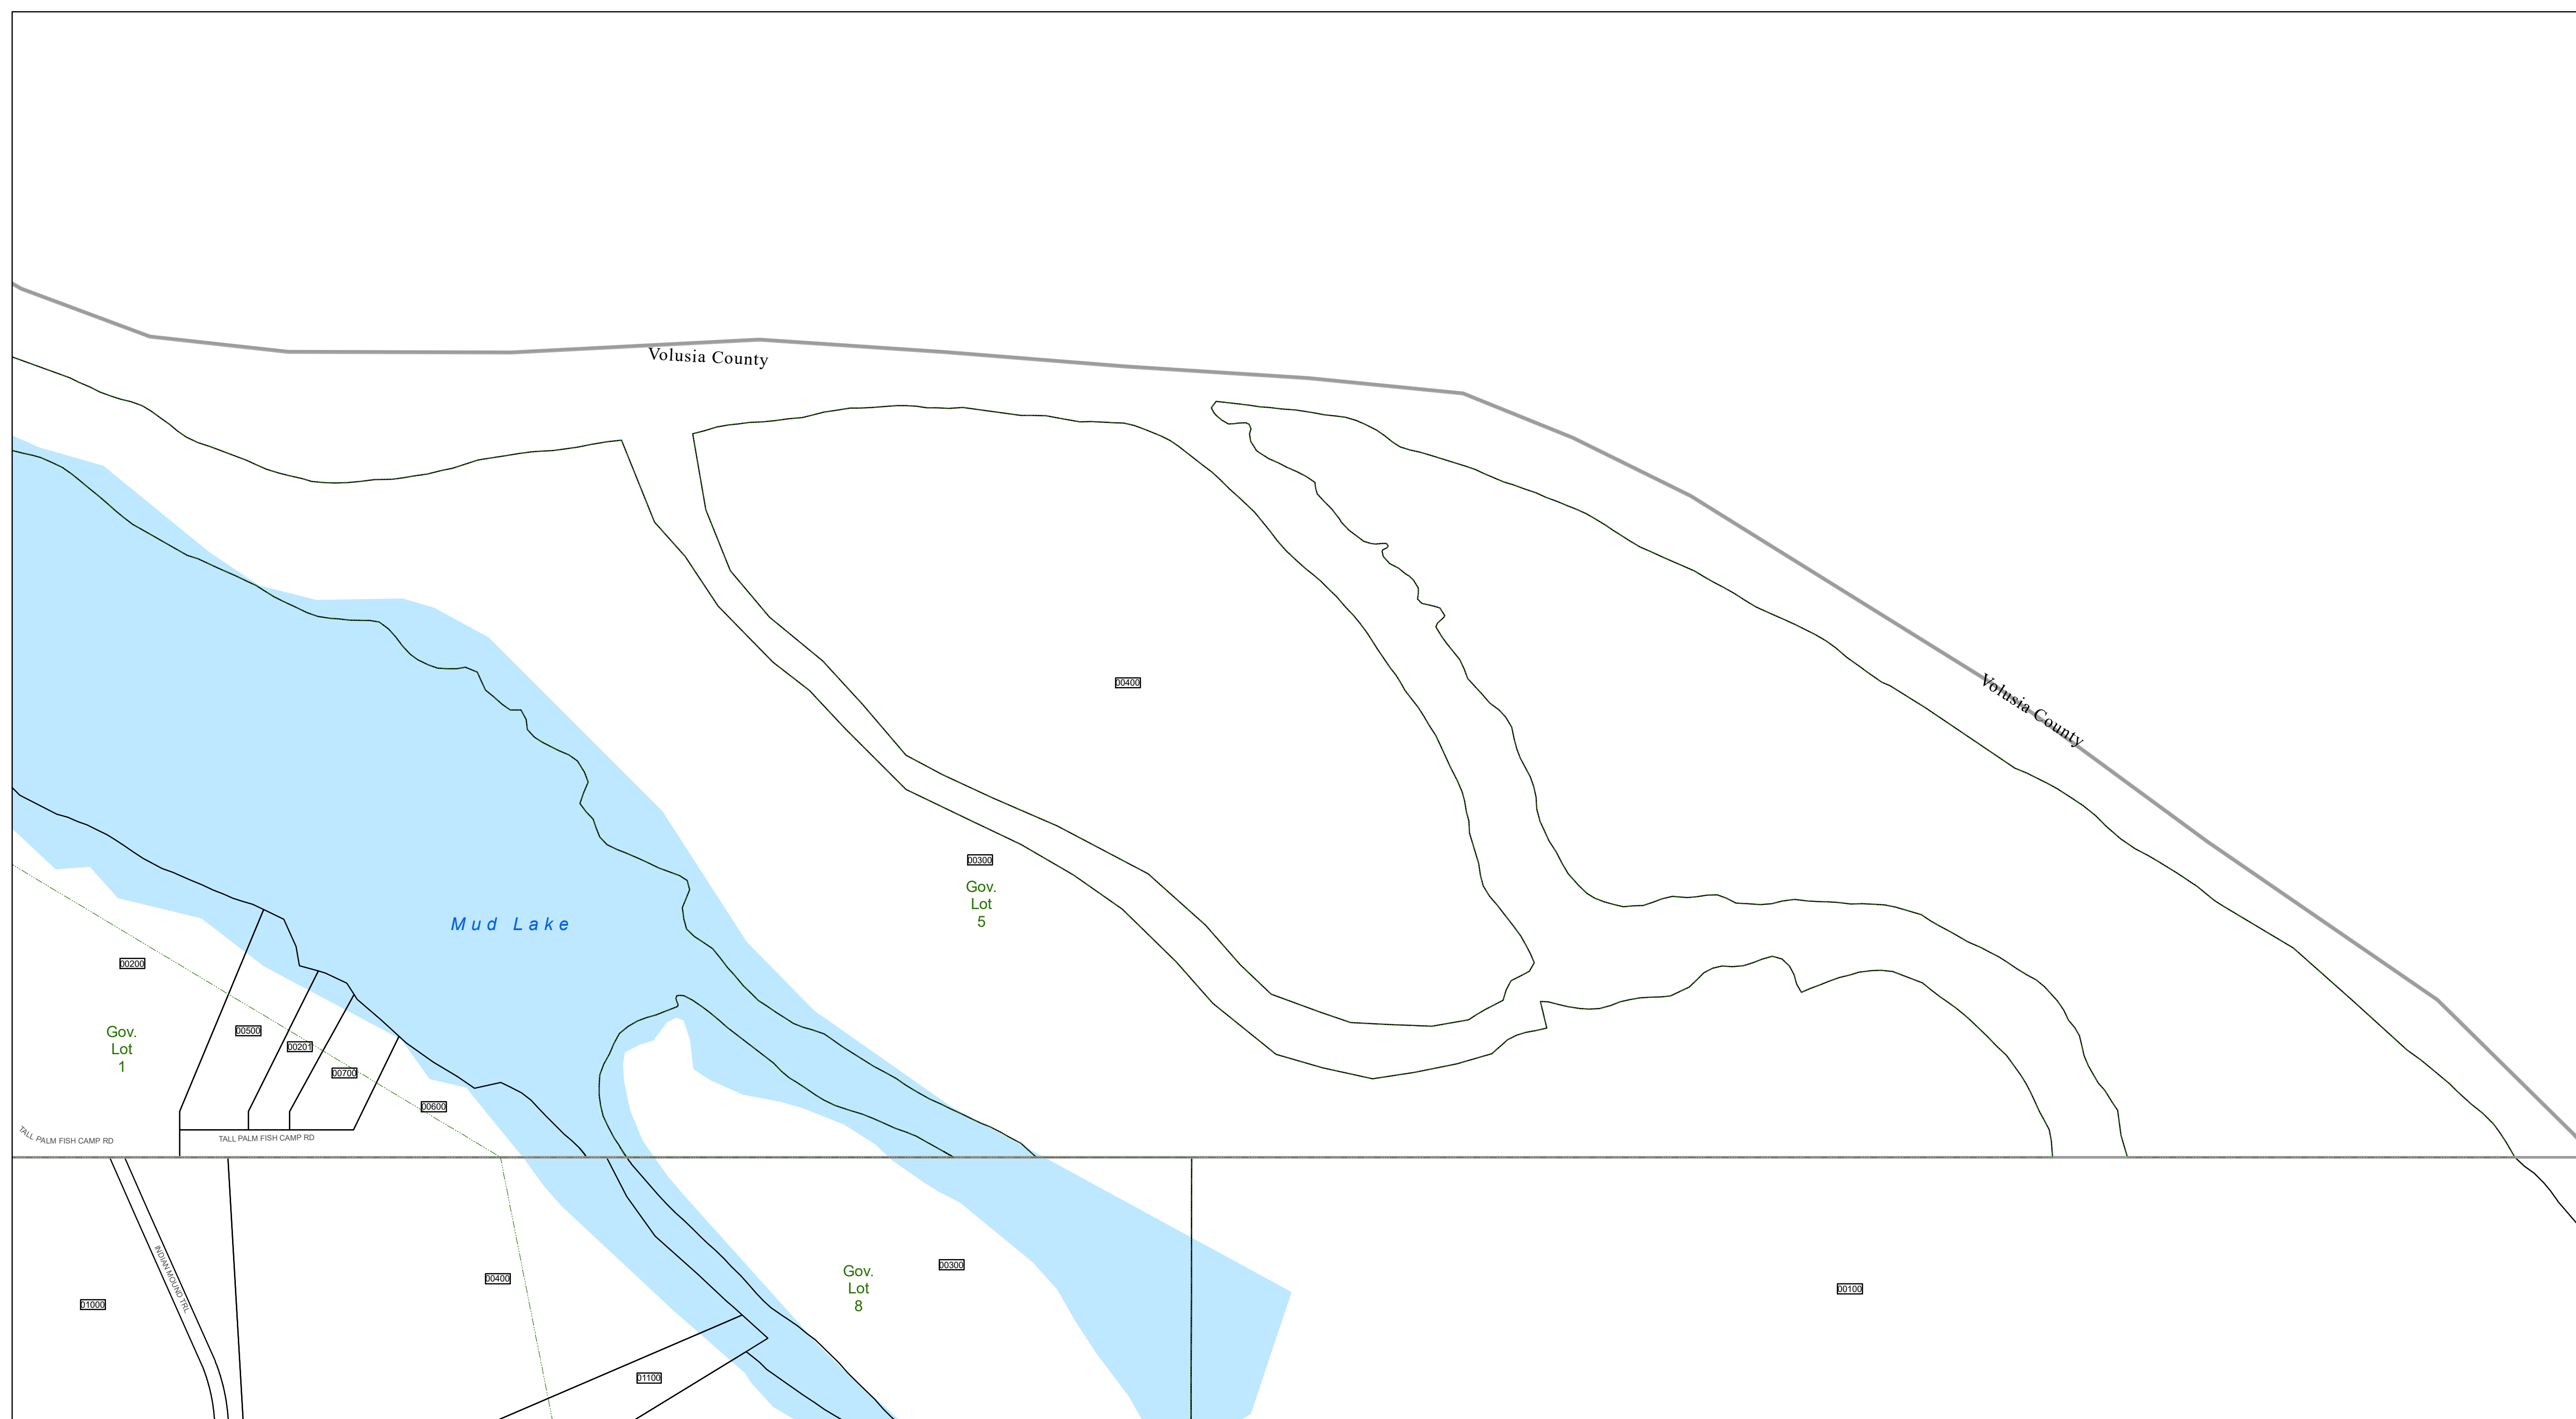 Volusia County
00400
Volusia County
00300
Gov.
Lot
5
Mud Lake
00200
00500
Gov.
Lot
1
00201
00700
00600
TALL PALM FISH CAMP RD
TALL PALM FISH CAMP RD
INDIAN MOUND TRL
00400
01000
Gov.
Lot
8
00300
00100
01100